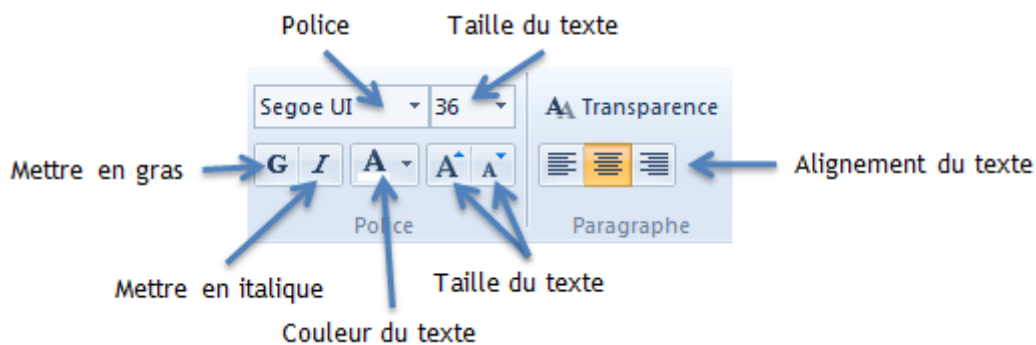 Police
Taille du texte
Segoe UI
36
Transparence
Mettre en gras
G I A A A
Alignement du texte
Police
Paragraphe
Mettre en italique
Taille du texte
Couleur du texte